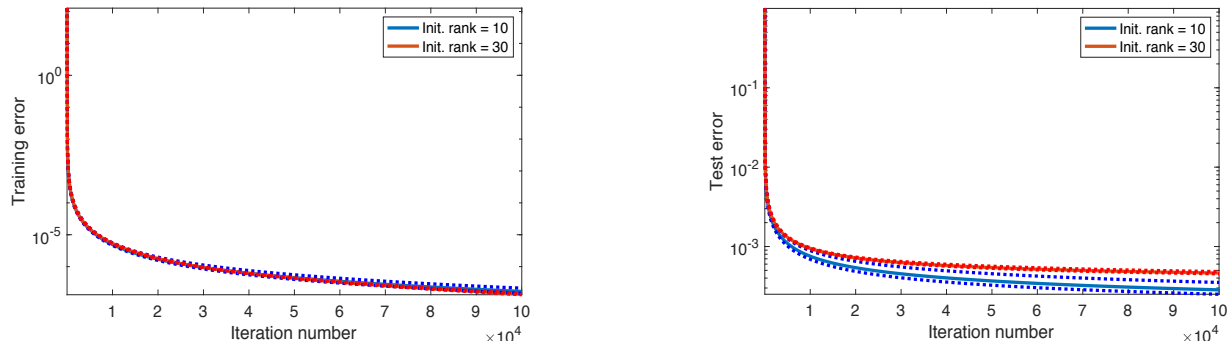 Training error
10^0
10^-5
1 2 3 4 5 6 7 8 9 10
Iteration number
×10^4
Init. rank = 10
Init. rank = 30
Test error
10^-1
10^-2
10^-3
1 2 3 4 5 6 7 8 9 10
Iteration number
×10^4
Init. rank = 10
Init. rank = 30